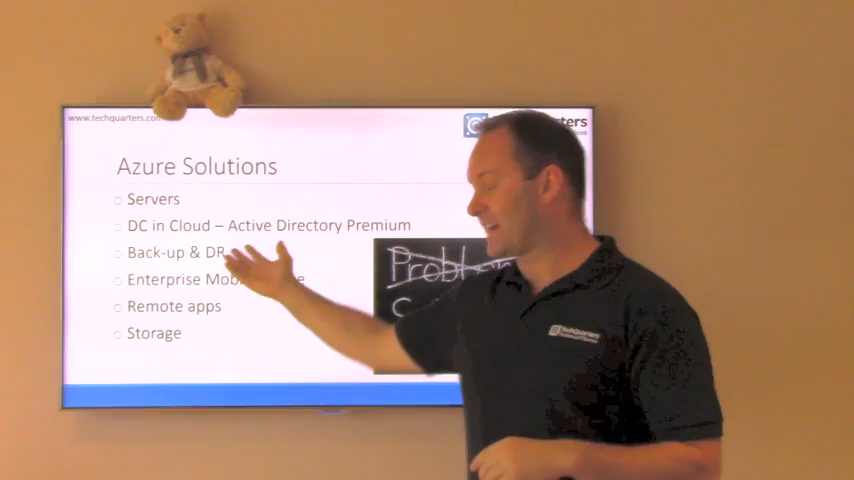 www.techquarters.com
Azure Solutions
Servers
DC in Cloud – Active Directory Premium
Back-up & DR
Enterprise
Remote apps
Storage
TechQuarters